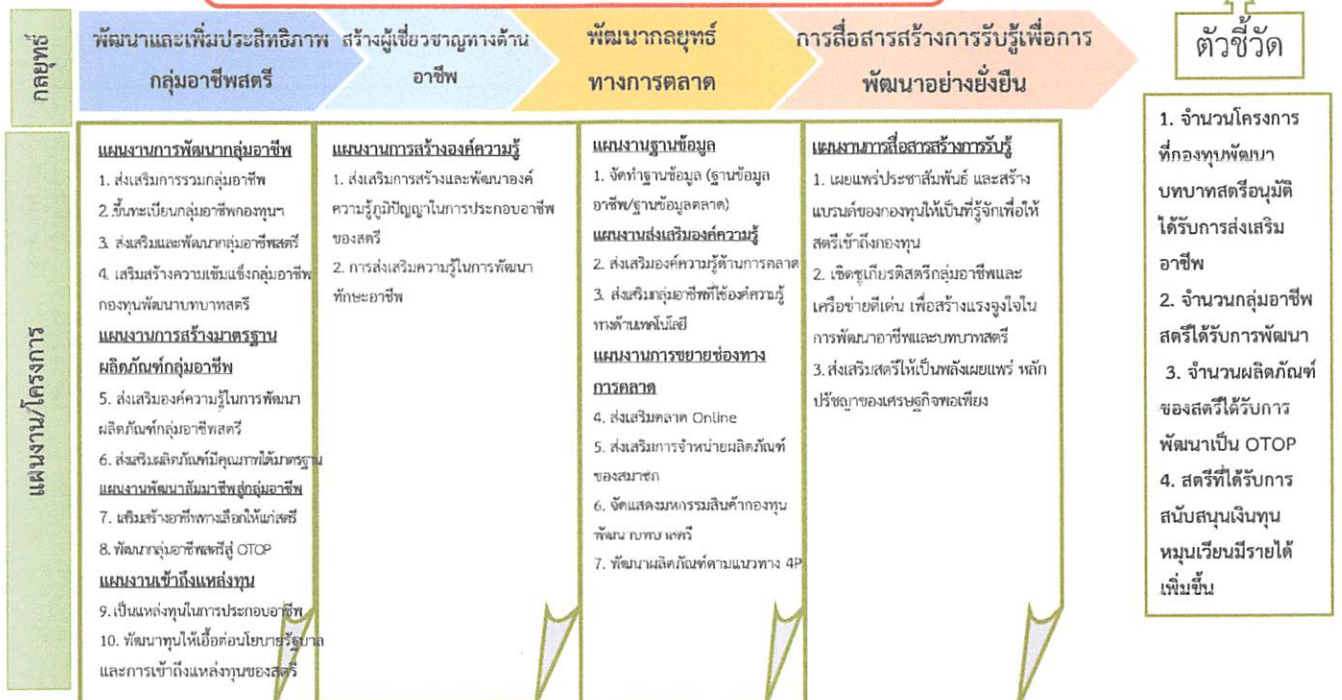 กลยุทธ์
พัฒนาและเพิ่มประสิทธิภาพ
กลุ่มอาชีพสตรี
สร้างผู้เชี่ยวชาญทางด้าน
อาชีพ
พัฒนากลยุทธ์
ทางการตลาด
การสื่อสารสร้างการรับรู้เพื่อการ
พัฒนาอย่างยั่งยืน
ตัวชี้วัด
แผนงาน/โครงการ
แผนงานการพัฒนากลุ่มอาชีพ
1. ส่งเสริมการรวมกลุ่มอาชีพ
2.ขึ้นทะเบียนกลุ่มอาชีพกองทุนฯ
3. ส่งเสริมและพัฒนากลุ่มอาชีพสตรี
4. เสริมสร้างความเข้มแข็งกลุ่มอาชีพ
กองทุนพัฒนาบทบาทสตรี
แผนงานการสร้างมาตรฐาน
ผลิตภัณฑ์กลุ่มอาชีพ
5. ส่งเสริมองค์ความรู้ในการพัฒนา
ผลิตภัณฑ์กลุ่มอาชีพสตรี
6. ส่งเสริมผลิตภัณฑ์มีคุณภาพได้มาตรฐาน
แผนงานพัฒนาสัมมาชีพสู่กลุ่มอาชีพ
7. เสริมสร้างอาชีพทางเลือกให้แก่สตรี
8. พัฒนากลุ่มอาชีพสตรีสู่ OTOP
แผนงานเข้าถึงแหล่งทุน
9. เป็นแหล่งทุนในการประกอบอาชีพ
10. พัฒนาทุนให้เอื้อต่อนโยบายรัฐบาล
และการเข้าถึงแหล่งทุนของสตรี
แผนงานการสร้างองค์ความรู้
1. ส่งเสริมการสร้างและพัฒนาองค์
ความรู้ภูมิปัญญาในการประกอบอาชีพ
ของสตรี
2. การส่งเสริมความรู้ในการพัฒนา
ทักษะอาชีพ
แผนงานฐานข้อมูล
1. จัดทำฐานข้อมูล (ฐานข้อมูล
อาชีพ/ฐานข้อมูลตลาด)
แผนงานส่งเสริมองค์ความรู้
2. ส่งเสริมองค์ความรู้ด้านการตลาด
3. ส่งเสริมกลุ่มอาชีพที่ใช้องค์ความรู้
ทางด้านเทคโนโลยี
แผนงานการขยายช่องทาง
การตลาด
4. ส่งเสริมตลาด Online
5. ส่งเสริมการจำหน่ายผลิตภัณฑ์
ของสมาชิก
6. จัดแสดงมหกรรมสินค้ากองทุน
พัฒนาบทบาทสตรี
7. พัฒนาผลิตภัณฑ์ตามแนวทาง 4P
แผนงานการสื่อสารสร้างการรับรู้
1. เผยแพร่ประชาสัมพันธ์ และสร้าง
แบรนด์ของกองทุนให้เป็นที่รู้จักเพื่อให้
สตรีเข้าถึงกองทุน
2. เชิดชูเกียรติสตรีกลุ่มอาชีพและ
เครือข่ายดีเด่น เพื่อสร้างแรงจูงใจใน
การพัฒนาอาชีพและบทบาทสตรี
3. ส่งเสริมสตรีให้เป็นพลังเผยแพร่ หลัก
ปรัชญาของเศรษฐกิจพอเพียง
1. จำนวนโครงการ
ที่กองทุนพัฒนา
บทบาทสตรีอนุมัติ
ได้รับการส่งเสริม
อาชีพ
2. จำนวนกลุ่มอาชีพ
สตรีได้รับการพัฒนา
3. จำนวนผลิตภัณฑ์
ของสตรีได้รับการ
พัฒนาเป็น OTOP
4. สตรีที่ได้รับการ
สนับสนุนเงินทุน
หมุนเวียนมีรายได้
เพิ่มขึ้น